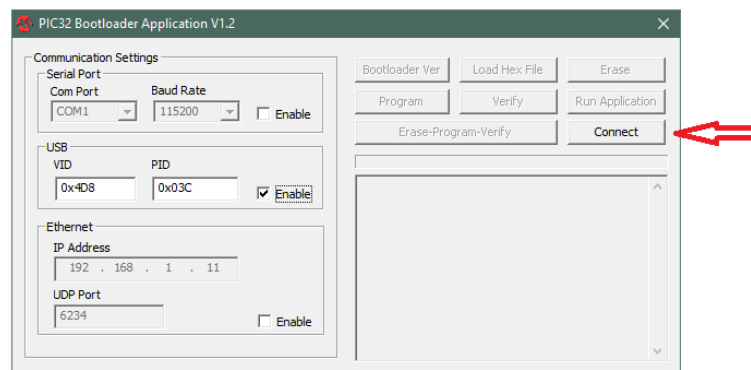 PIC32 Bootloader Application V1.2
Communication Settings
Serial Port
Com Port Baud Rate
COM1 115200 Enable
USB
VID PID
0x4D8 0x03C Enable
Ethernet
IP Address
192 . 168 . 1 . 11
UDP Port
6234 Enable
Bootloader Ver Load Hex File Erase
Program Verify Run Application
Erase-Program-Verify Connect